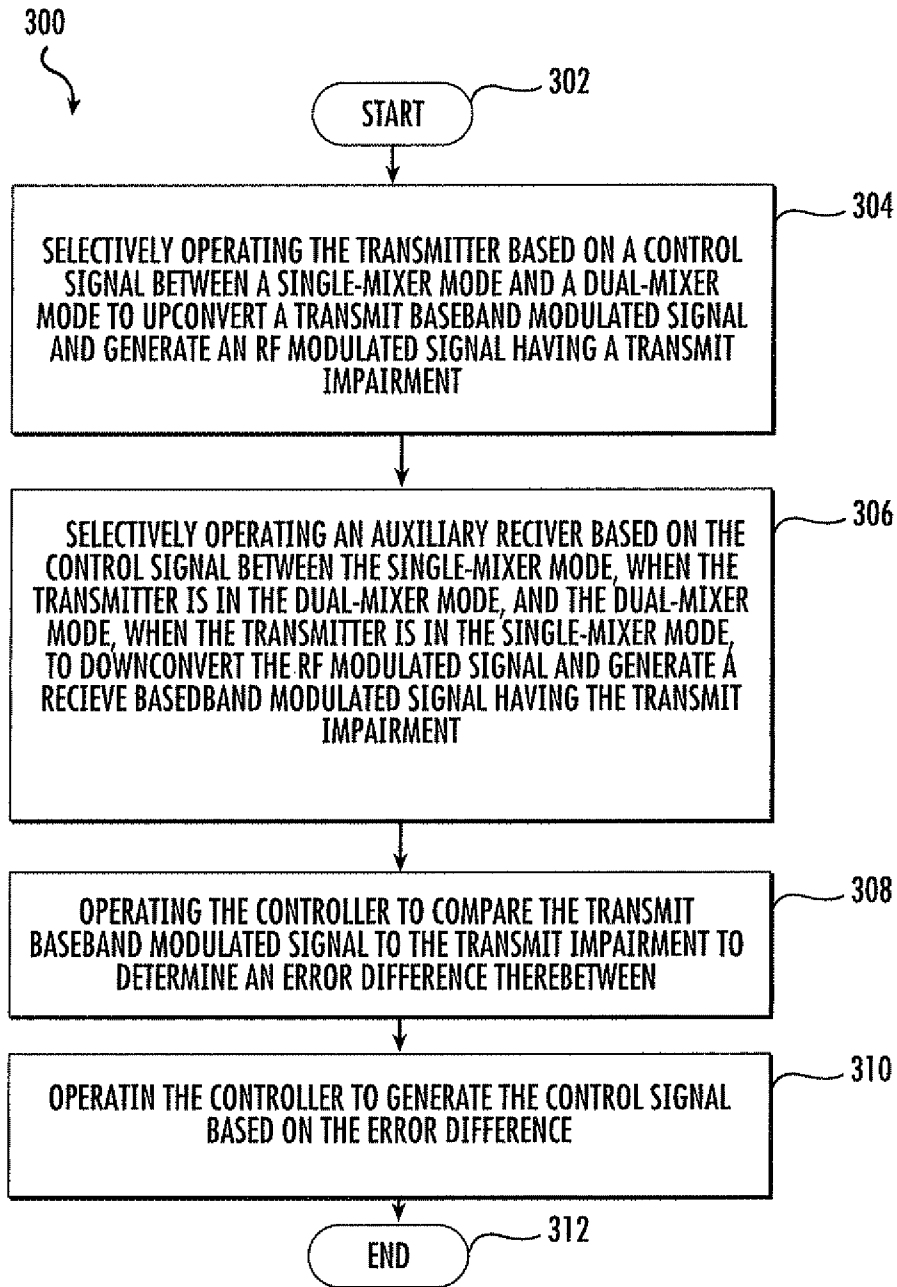 300
302
START
304
SELECTIVELY OPERATING THE TRANSMITTER BASED ON A CONTROL
SIGNAL BETWEEN A SINGLE-MIXER MODE AND A DUAL-MIXER
MODE TO UPCONVERT A TRANSMIT BASEBAND MODULATED SIGNAL
AND GENERATE AN RF MODULATED SIGNAL HAVING A TRANSMIT
IMPAIRMENT
306
SELECTIVELY OPERATING AN AUXILIARY RECIVER BASED ON THE
CONTROL SIGNAL BETWEEN THE SINGLE-MIXER MODE, WHEN THE
TRANSMITTER IS IN THE DUAL-MIXER MODE, AND THE DUAL-MIXER
MODE, WHEN THE TRANSMITTER IS IN THE SINGLE-MIXER MODE,
TO DOWNCONVERT THE RF MODULATED SIGNAL AND GENERATE A
RECIEVE BASEDBAND MODULATED SIGNAL HAVING THE TRANSMIT
IMPAIRMENT
308
OPERATING THE CONTROLLER TO COMPARE THE TRANSMIT
BASEBAND MODULATED SIGNAL TO THE TRANSMIT IMPAIRMENT TO
DETERMINE AN ERROR DIFFERENCE THEREBETWEEN
310
OPERATIN THE CONTROLLER TO GENERATE THE CONTROL SIGNAL
BASED ON THE ERROR DIFFERENCE
312
END